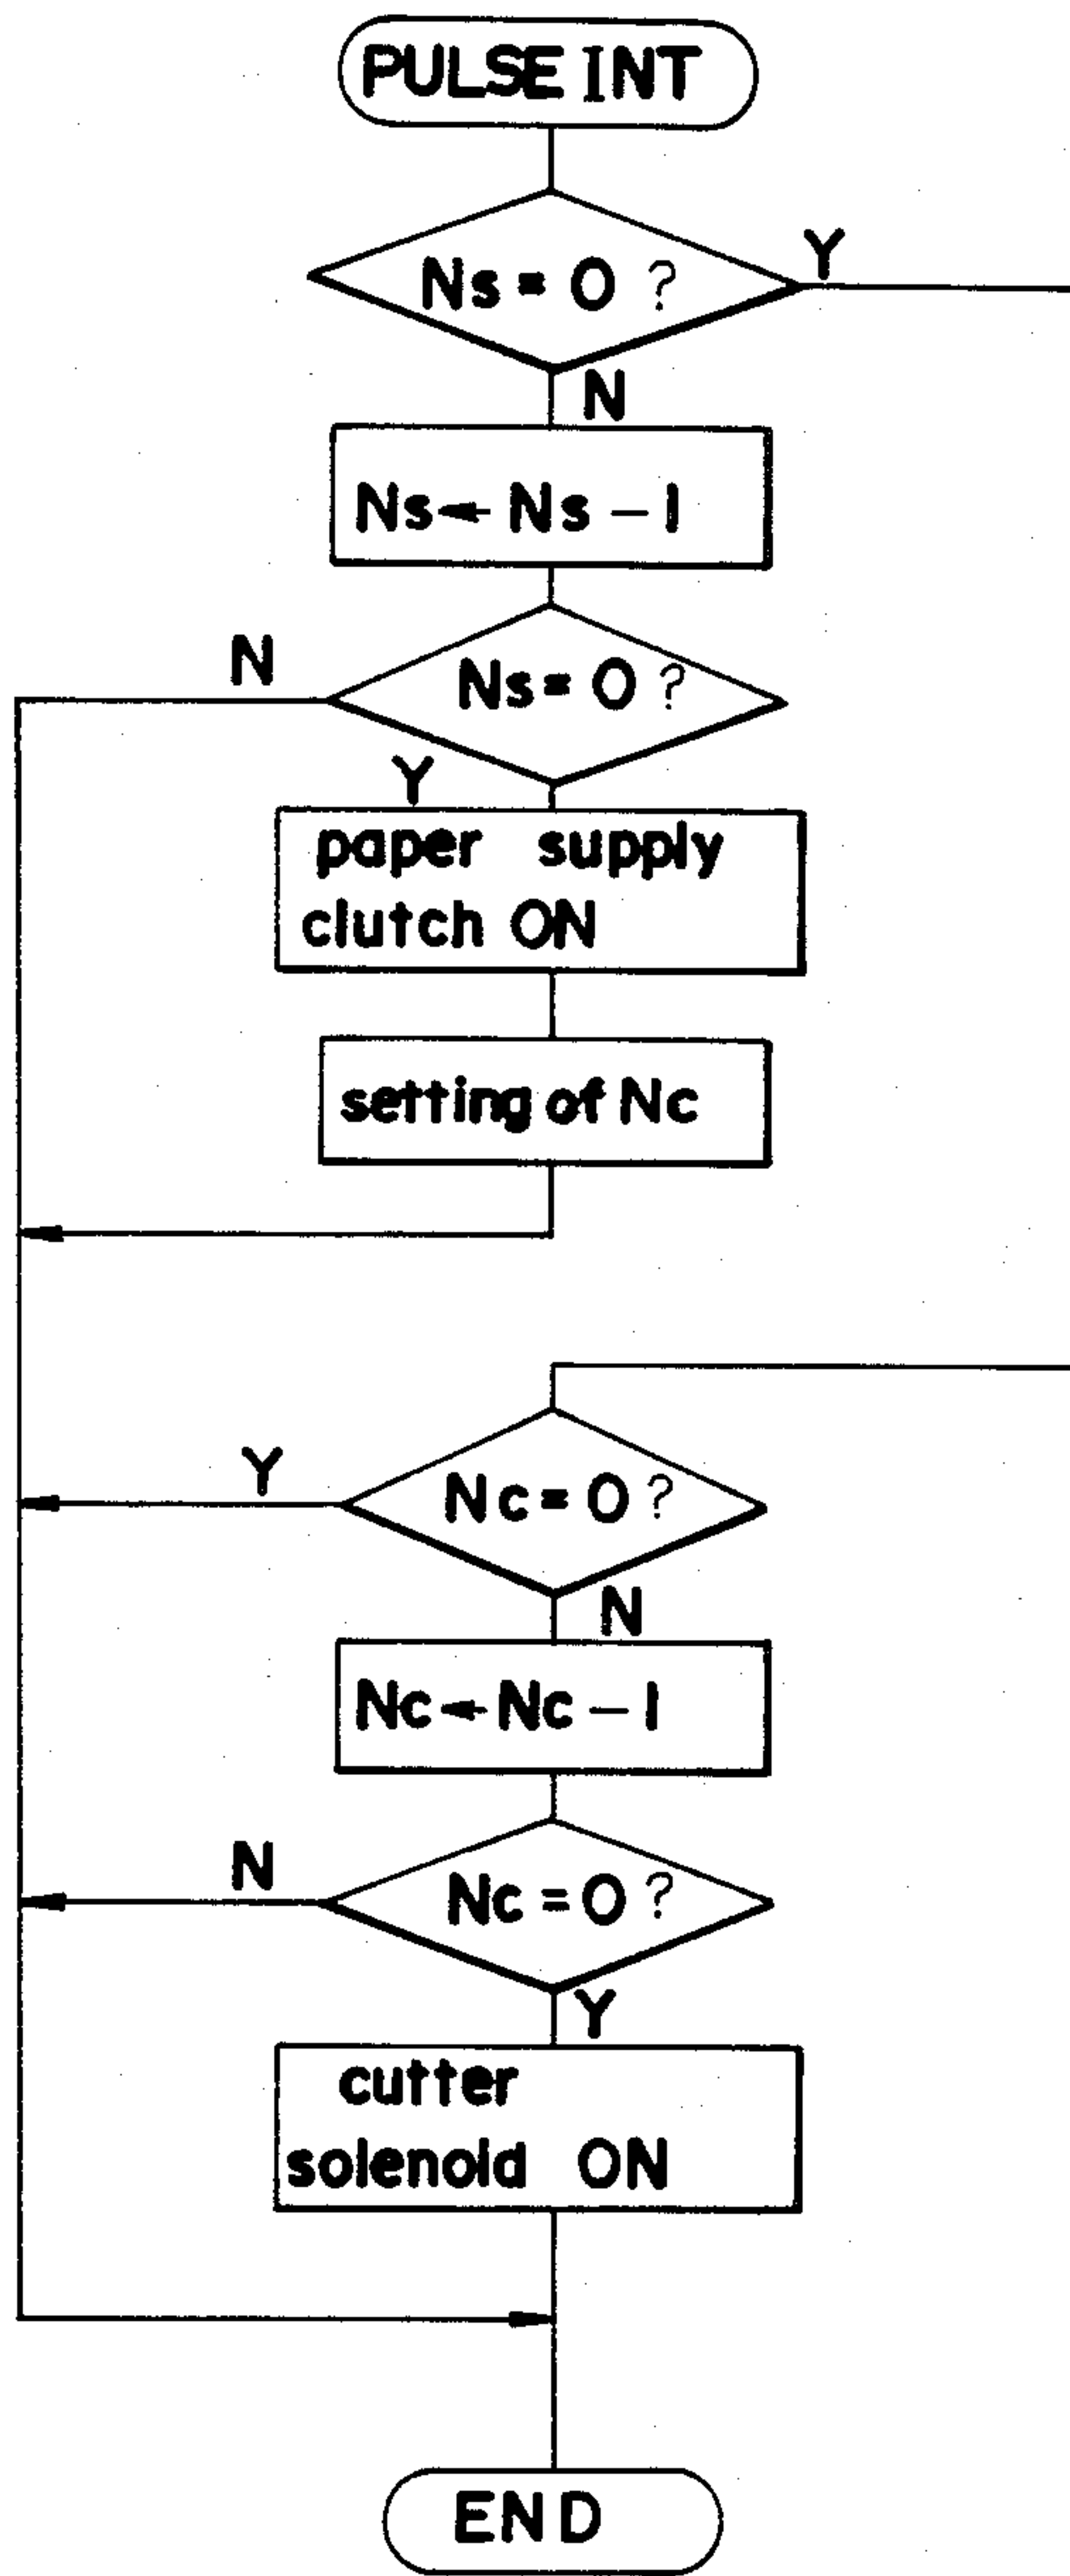 PULSE INT
Ns = 0 ?
Y
N
Ns ← Ns - 1
N
Ns = 0 ?
Y
paper supply
clutch ON
setting of Nc
Y
Nc = 0 ?
N
Nc ← Nc - 1
N
Nc = 0 ?
Y
cutter
solenoid ON
END